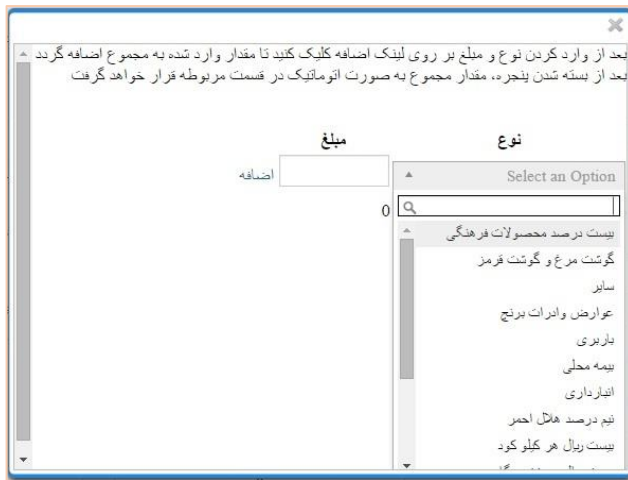 بعد از وارد کردن نوع و مبلغ بر روی لینک اضافه کلیک کنید تا مقدار وارد شده به مجموع اضافه گردد
بعد از بسته شدن پنجره، مقدار مجموع به صورت اتوماتیک در قسمت مربوطه قرار خواهد گرفت
نوع مبلغ
Select an Option اضافه
0
بیست درصد محصولات فرهنگی
گوشت مرغ و گوشت قرمز
سایر
عوارض وادرات برنج
باربری
بیمه محلی
انبارداری
نیم درصد هلال احمر
بیست ریال هر کیلو کود